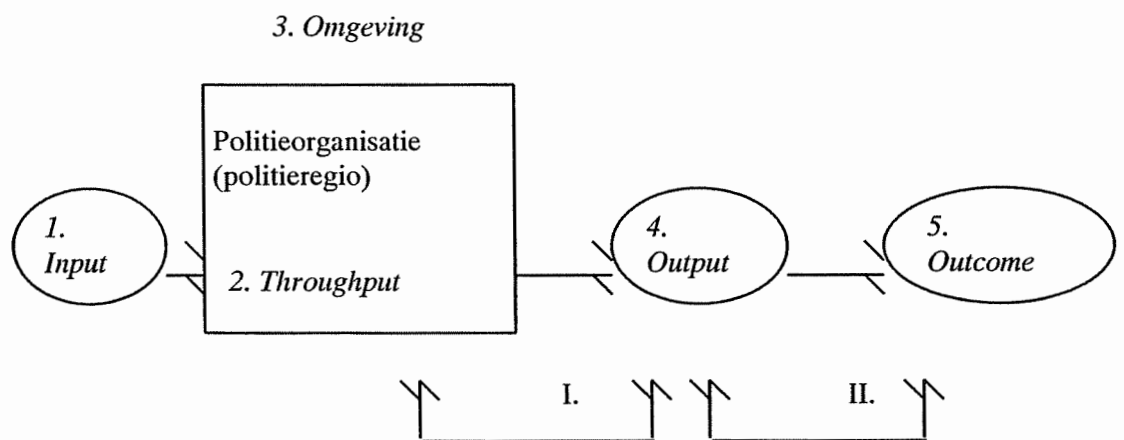 3. Omgeving
Politieorganisatie
(politieregio)
1.
Input
2. Throughput
4.
Output
5.
Outcome
I.
II.